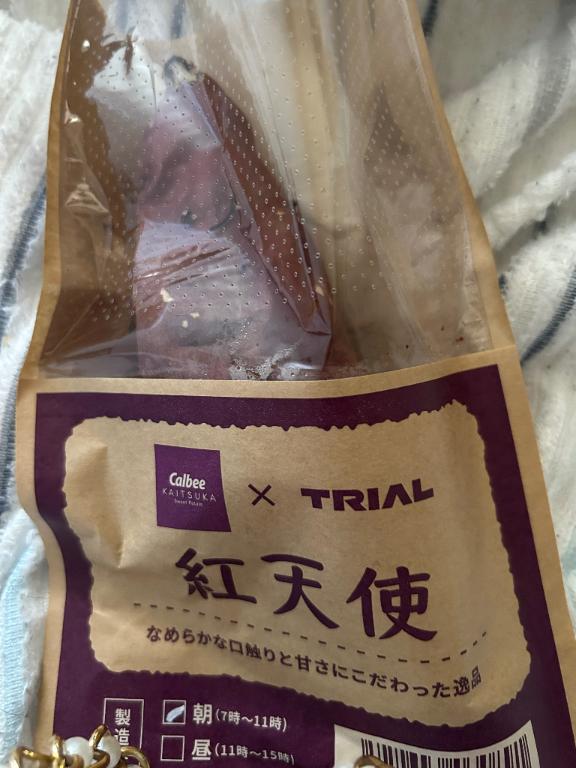 Calbee
KAITSUKA
Sweet Potato
×
TRIAL
紅天使
なめらかな口触りと甘さにこだわった逸品
製造
朝(7時〜11時)
昼(11時〜15時)